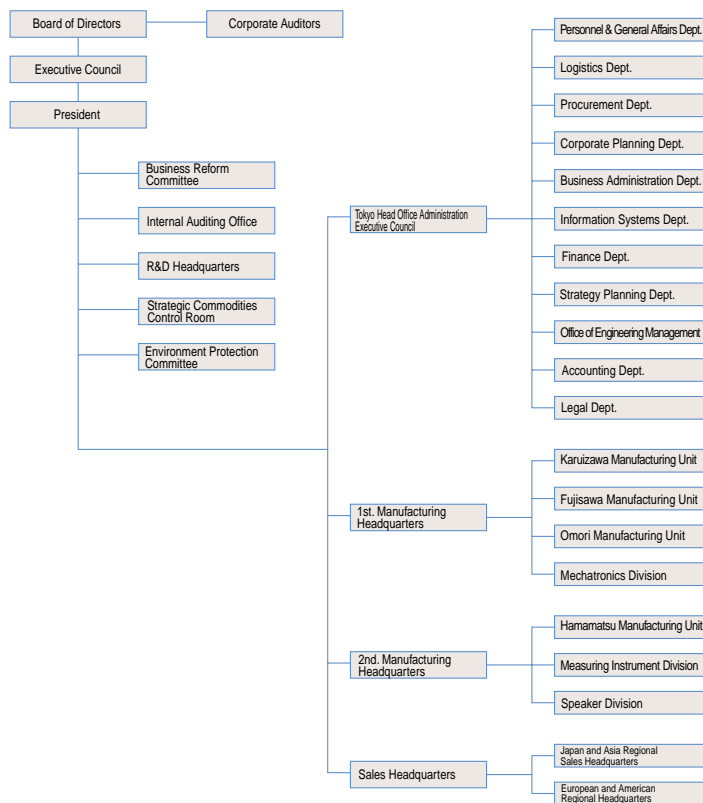 Board of Directors
Corporate Auditors
Executive Council
President
Business Reform
Committee
Internal Auditing Office
R&D Headquarters
Strategic Commodities
Control Room
Environment Protection
Committee
Tokyo Head Office Administration
Executive Council
Personnel & General Affairs Dept.
Logistics Dept.
Procurement Dept.
Corporate Planning Dept.
Business Administration Dept.
Information Systems Dept.
Finance Dept.
Strategy Planning Dept.
Office of Engineering Management
Accounting Dept.
Legal Dept.
1st. Manufacturing
Headquarters
Karuizawa Manufacturing Unit
Fujisawa Manufacturing Unit
Omori Manufacturing Unit
Mechatronics Division
2nd. Manufacturing
Headquarters
Hamamatsu Manufacturing Unit
Measuring Instrument Division
Speaker Division
Sales Headquarters
Japan and Asia Regional
Sales Headquarters
European and American
Regional Headquarters